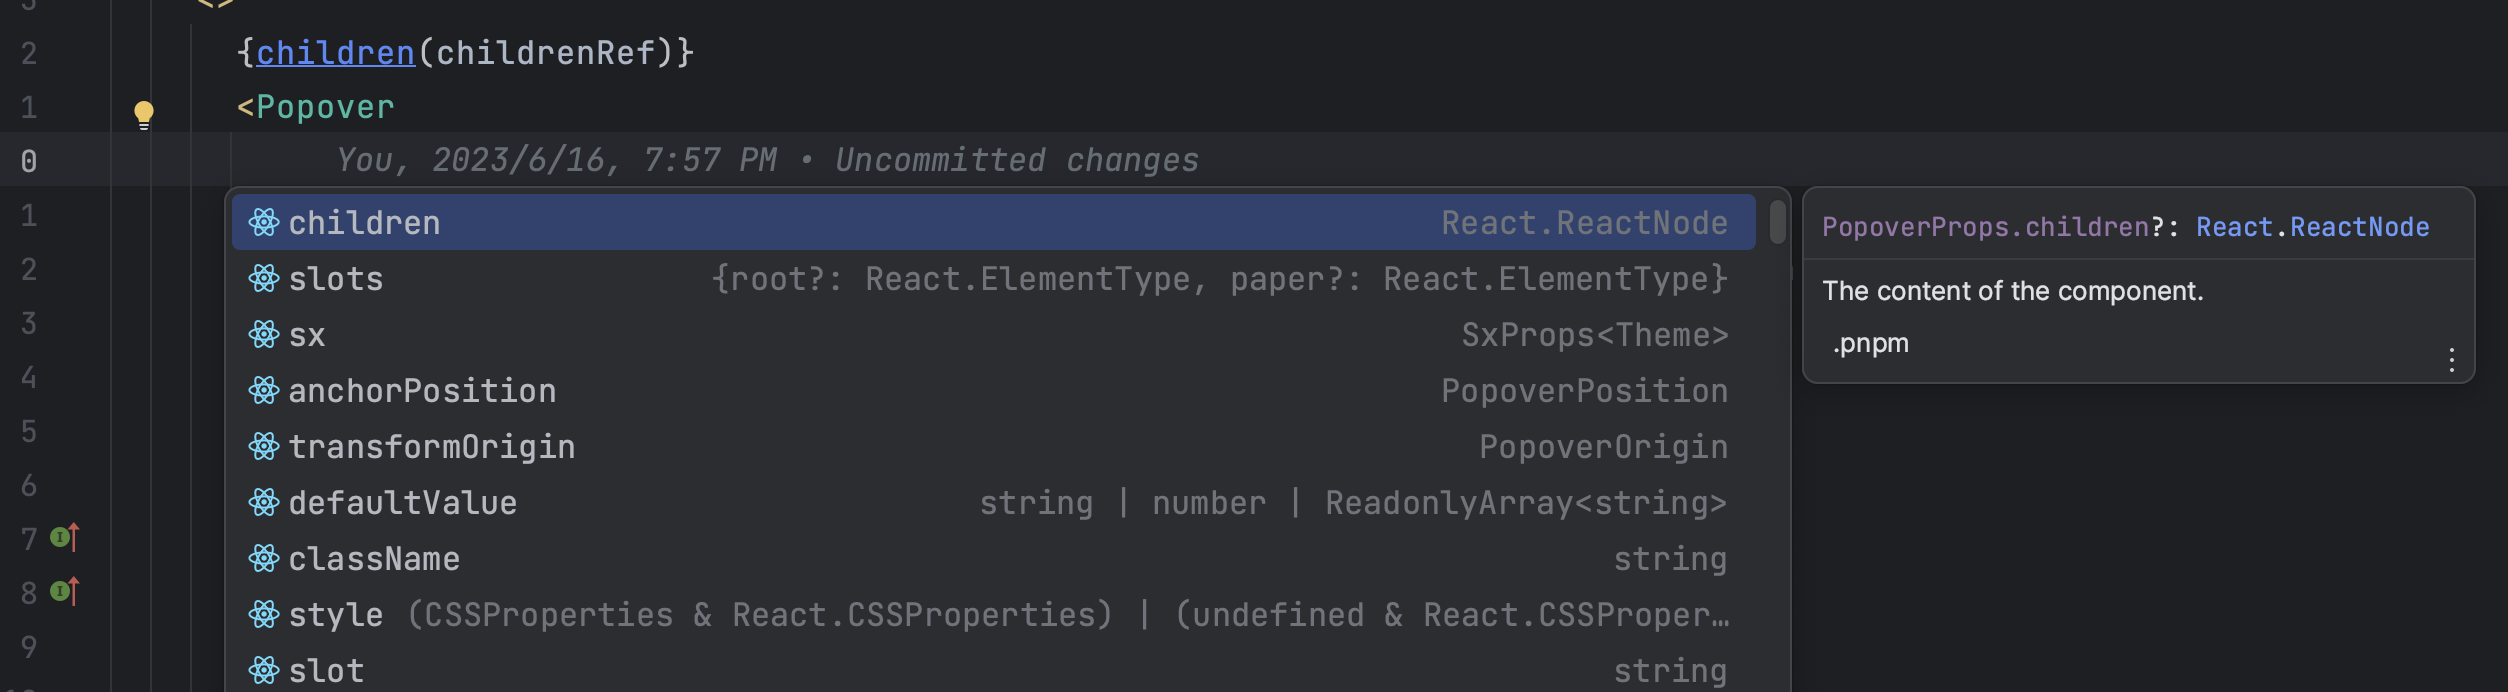 3 <>
2 {children(childrenRef)}
1 <Popover
0 You, 2023/6/16, 7:57 PM • Uncommitted changes
1 children React.ReactNode
2 slots {root?: React.ElementType, paper?: React.ElementType}
3 sx SxProps<Theme>
4 anchorPosition PopoverPosition
5 transformOrigin PopoverOrigin
6 defaultValue string | number | ReadonlyArray<string>
7 className string
8 style (CSSProperties & React.CSSProperties) | (undefined & React.CSSProper…
9 slot string
PopoverProps.children?: React.ReactNode
The content of the component.
.pnpm